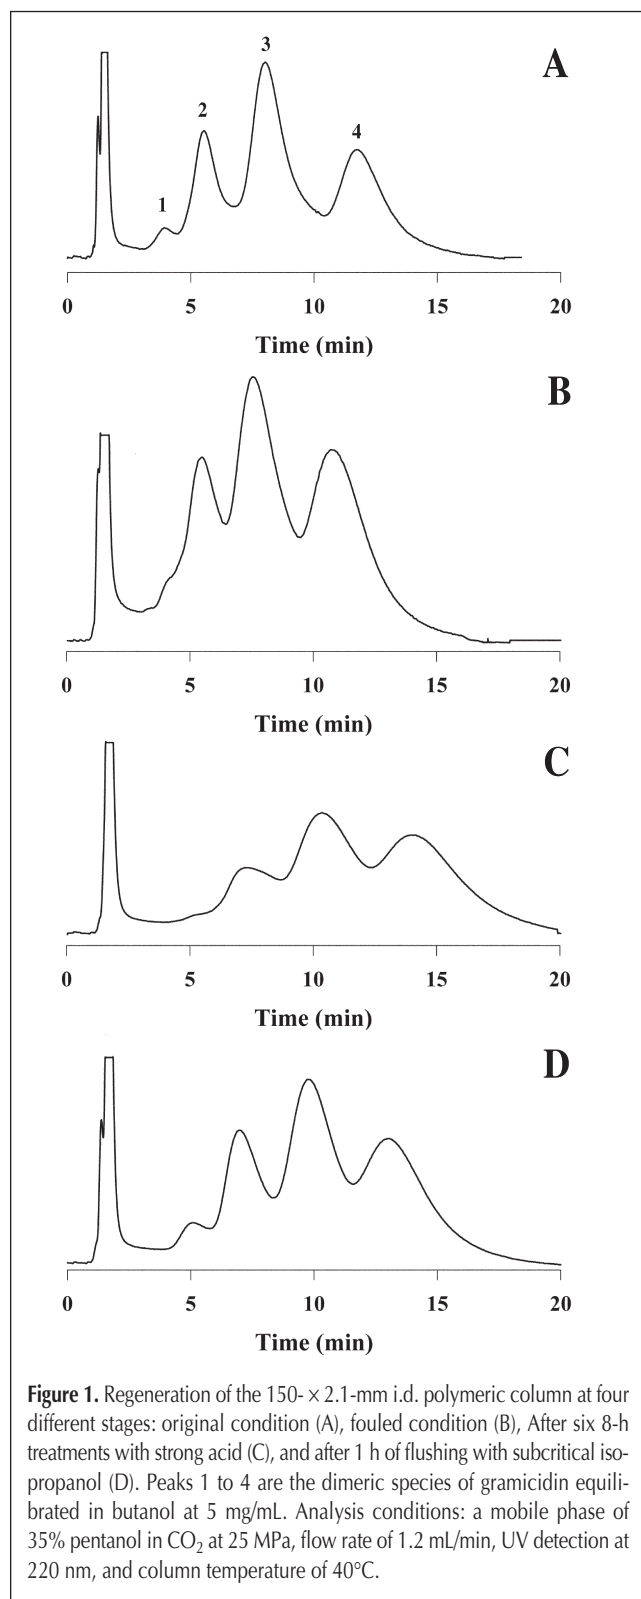 A
3
2
4
1
0 5 10 15 20
Time (min)
B
0 5 10 15 20
Time (min)
C
0 5 10 15 20
Time (min)
D
0 5 10 15 20
Time (min)
Figure 1. Regeneration of the 150- × 2.1-mm i.d. polymeric column at four
different stages: original condition (A), fouled condition (B), After six 8-h
treatments with strong acid (C), and after 1 h of flushing with subcritical iso-
propanol (D). Peaks 1 to 4 are the dimeric species of gramicidin equili-
brated in butanol at 5 mg/mL. Analysis conditions: a mobile phase of
35% pentanol in CO₂ at 25 MPa, flow rate of 1.2 mL/min, UV detection at
220 nm, and column temperature of 40°C.